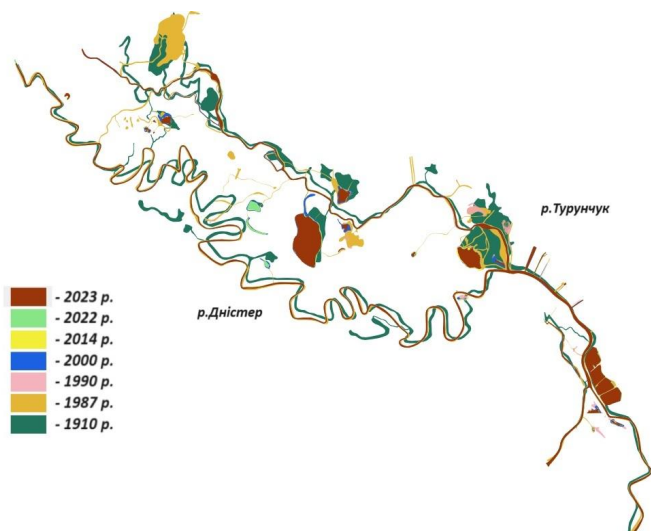 р.Турунчук
р.Дністер
- 2023 р.
- 2022 р.
- 2014 р.
- 2000 р.
- 1990 р.
- 1987 р.
- 1910 р.